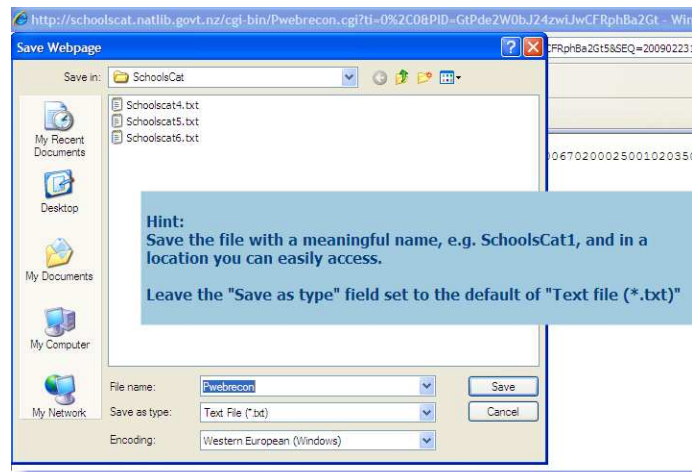 http://schoolscat.natlib.govt.nz/cgi-bin/Pwebrecon.cgi?ti=0%2C0&PID=GtPde2W0bJ24zwiJwCFRphBa2Gt - Win
Save Webpage
CFRphBa2Gt5&SEQ=20090223
Save in:
SchoolsCat
Schoolscat4.txt
Schoolscat5.txt
Schoolscat6.txt
My Recent
Documents
Desktop
My Documents
My Computer
My Network
00670200025001020350
Hint:
Save the file with a meaningful name, e.g. SchoolsCat1, and in a
location you can easily access.
Leave the "Save as type" field set to the default of "Text file (*.txt)"
File name:
Pwebrecon
Save
Save as type:
Text File (*.txt)
Cancel
Encoding:
Western European (Windows)